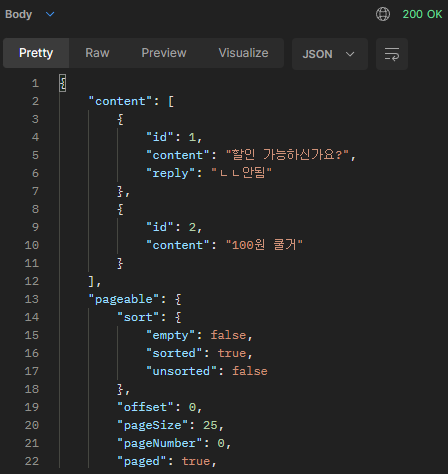 Body
200 OK
Pretty Raw Preview Visualize JSON
1 {
2 "content": [
3 {
4 "id": 1,
5 "content": "할인 가능하신가요?",
6 "reply": "ㄴㄴ안됨"
7 },
8 {
9 "id": 2,
10 "content": "100원 쿨거"
11 }
12 ],
13 "pageable": {
14 "sort": {
15 "empty": false,
16 "sorted": true,
17 "unsorted": false
18 },
19 "offset": 0,
20 "pageSize": 25,
21 "pageNumber": 0,
22 "paged": true,